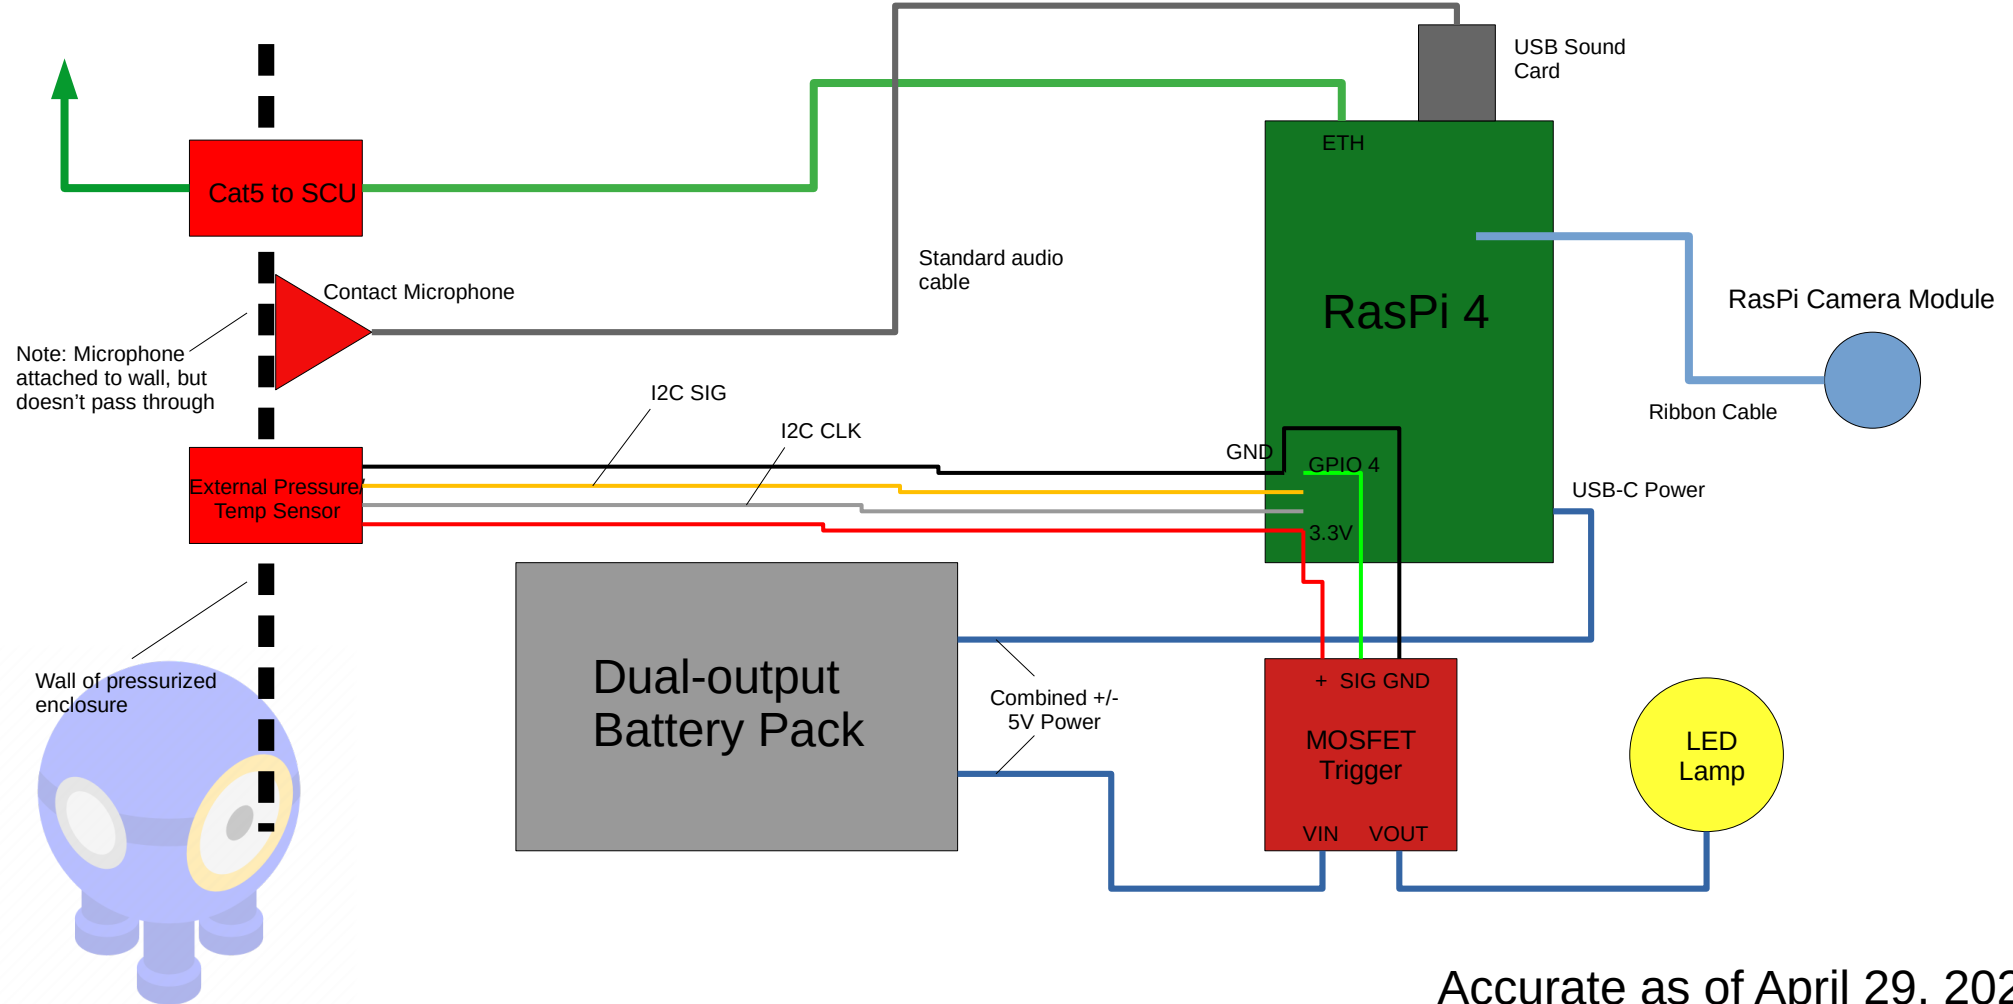 USB Sound
Card
ETH
Cat5 to SCU
Standard audio
cable
Contact Microphone
RasPi 4
RasPi Camera Module
Note: Microphone
attached to wall, but
doesn't pass through
I2C SIG
Ribbon Cable
I2C CLK
GND
GPIO 4
External Pressure/
Temp Sensor
USB-C Power
3.3V
Dual-output
Battery Pack
Wall of pressurized
enclosure
Combined +/-
5V Power
+ SIG GND
MOSFET
Trigger
LED
Lamp
VIN VOUT
Accurate as of April 29, 202